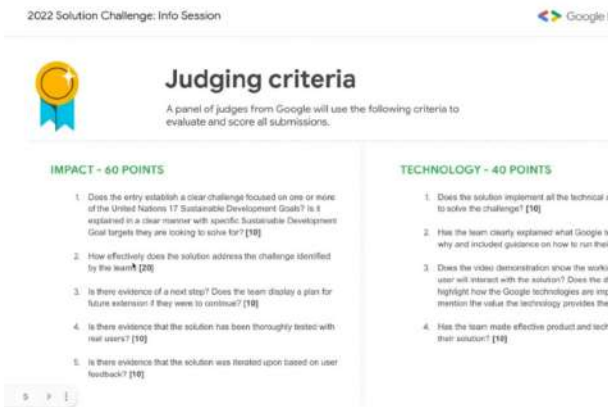 2022 Solution Challenge: Info Session
Google
Judging criteria
A panel of judges from Google will use the following criteria to
evaluate and score all submissions.
IMPACT - 60 POINTS
1. Does the entry establish a clear challenge focused on one or more
of the United Nations 17 Sustainable Development Goals? Is it
explained in a clear manner with specific Sustainable Development
Goal targets they are looking to solve for? [10]
2. How effectively does the solution address the challenge identified
by the team? [20]
3. Is there evidence of a next step? Does the team display a plan for
future extension if they were to continue? [10]
4. Is there evidence that the solution has been thoroughly tested with
real users? [10]
5. Is there evidence that the solution was iterated upon based on user
feedback? [10]
TECHNOLOGY - 40 POINTS
1. Does the solution implement all the technical
to solve the challenge? [10]
2. Has the team clearly explained what Google
why and included guidance on how to run their
3. Does the video demonstration show the
user will interact with the solution? Does the
highlight how the Google technologies are
mention the value the technology provides the
4. Has the team made effective product and
their solution? [10]
5